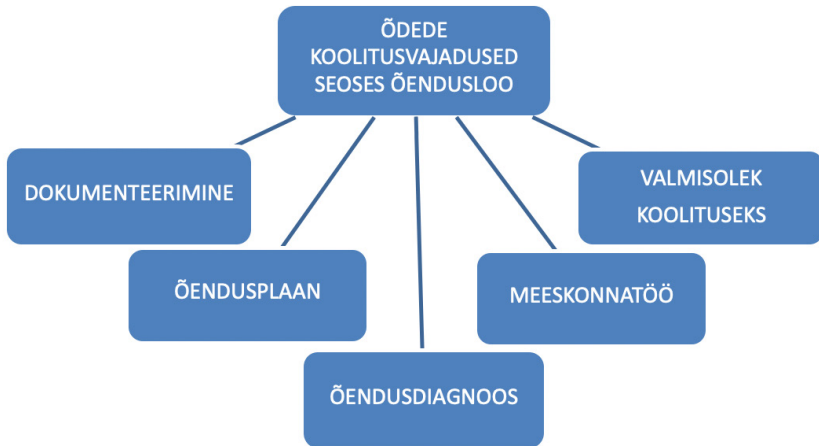 ÕDEDE
KOOLITUSVAJADUSED
SEOSES ÕENDUSLOO
DOKUMENTEERIMINE
VALMISOLEK
KOOLITUSEKS
ÕENDUSPLAAN
MEESKONNATÖÖ
ÕENDUSDIAGNOOS